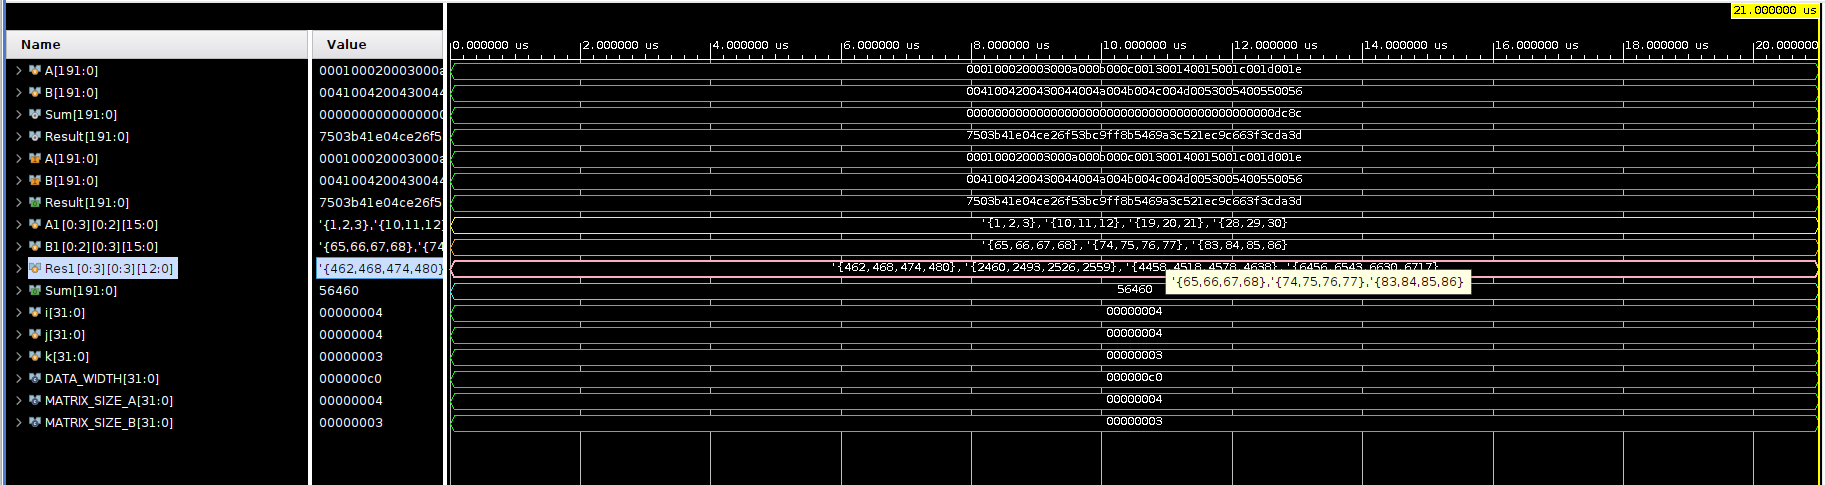 21.000000 us
Name Value 0.000000 us 2.000000 us 4.000000 us 6.000000 us 8.000000 us 10.000000 us 12.000000 us 14.000000 us 16.000000 us 18.000000 us 20.000000
A[191:0] 000100020003000a 000100020003000a000b000c001300140015001c001d001e
B[191:0] 0041004200430044 0041004200430044004a004b004c004d0053005400550056
Sum[191:0] 0000000000000000 00000000000000000000000000000000000000000000dc8c
Result[191:0] 7503b41e04ce26f5 7503b41e04ce26f53bc9ff8b5469a3c521ec9c663f3cda3d
A[191:0] 000100020003000a 000100020003000a000b000c001300140015001c001d001e
B[191:0] 0041004200430044 0041004200430044004a004b004c004d0053005400550056
Result[191:0] 7503b41e04ce26f5 7503b41e04ce26f53bc9ff8b5469a3c521ec9c663f3cda3d
A1[0:3][0:2][15:0] '{1,2,3},'{10,11,12} '{1,2,3},'{10,11,12},'{19,20,21},'{28,29,30}
B1[0:2][0:3][15:0] '{65,66,67,68},'{74 '{65,66,67,68},'{74,75,76,77},'{83,84,85,86}
Res1[0:3][0:3][12:0] '{462,468,474,480} '{462,468,474,480},'{2460,2493,2526,2559},'{4458,4518,4578,4638},'{6456,6543,6630,6717}
'{65,66,67,68},'{74,75,76,77},'{83,84,85,86}
Sum[191:0] 56460 56460
i[31:0] 00000004 00000004
j[31:0] 00000004 00000004
k[31:0] 00000003 00000003
DATA_WIDTH[31:0] 000000c0 000000c0
MATRIX_SIZE_A[31:0] 00000004 00000004
MATRIX_SIZE_B[31:0] 00000003 00000003